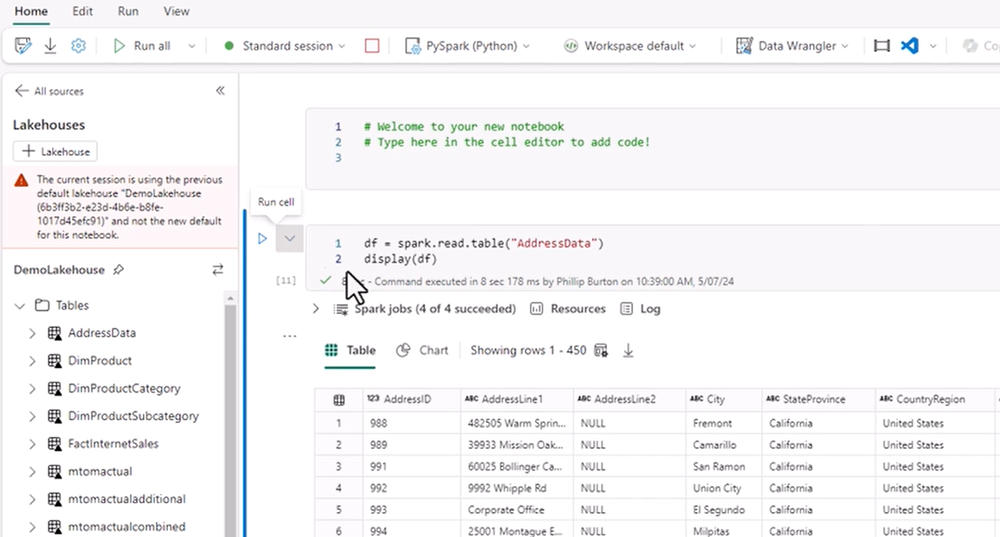 Home Edit Run View
Run all Standard session PySpark (Python) Workspace default Data Wrangler
All sources
Lakehouses
Lakehouse
The current session is using the previous
default lakehouse "DemoLakehouse
(6b3ff3b2-e23d-4b6e-b8fe-
1017d45efc91)" and not the new default
for this notebook.
DemoLakehouse
Tables
AddressData
DimProduct
DimProductCategory
DimProductSubcategory
FactInternetSales
mtomactual
mtomactualadditional
mtomactualcombined
1 # Welcome to your new notebook
2 # Type here in the cell editor to add code!
3
Run cell
1 df = spark.read.table("AddressData")
2 display(df)
[11] - Command executed in 8 sec 178 ms by Phillip Burton on 10:39:00 AM, 5/07/24
Spark jobs (4 of 4 succeeded) Resources Log
Table Chart Showing rows 1 - 450
123 AddressID ABC AddressLine1 ABC AddressLine2 ABC City ABC StateProvince ABC CountryRegion
1 988 482505 Warm Sprin... NULL Fremont California United States
2 989 39933 Mission Oak... NULL Camarillo California United States
3 991 60025 Bollinger Ca... NULL San Ramon California United States
4 992 9992 Whipple Rd NULL Union City California United States
5 993 Corporate Office NULL El Segundo California United States
6 994 25001 Montague E... NULL Milpitas California United States